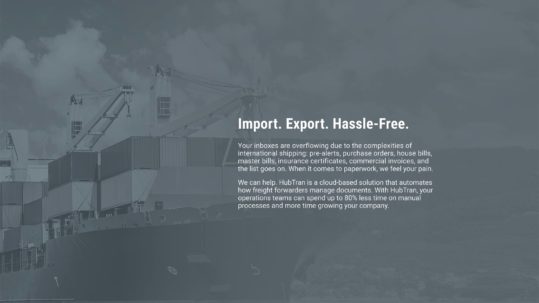 Import. Export. Hassle-Free.
Your inboxes are overflowing due to the complexities of
international shipping: pre-alerts, purchase orders, house bills,
master bills, insurance certificates, commercial invoices, and
the list goes on. When it comes to paperwork, we feel your pain.
We can help. HubTran is a cloud-based solution that automates
how freight forwarders manage documents. With HubTran, your
operations teams can spend up to 80% less time on manual
processes and more time growing your company.